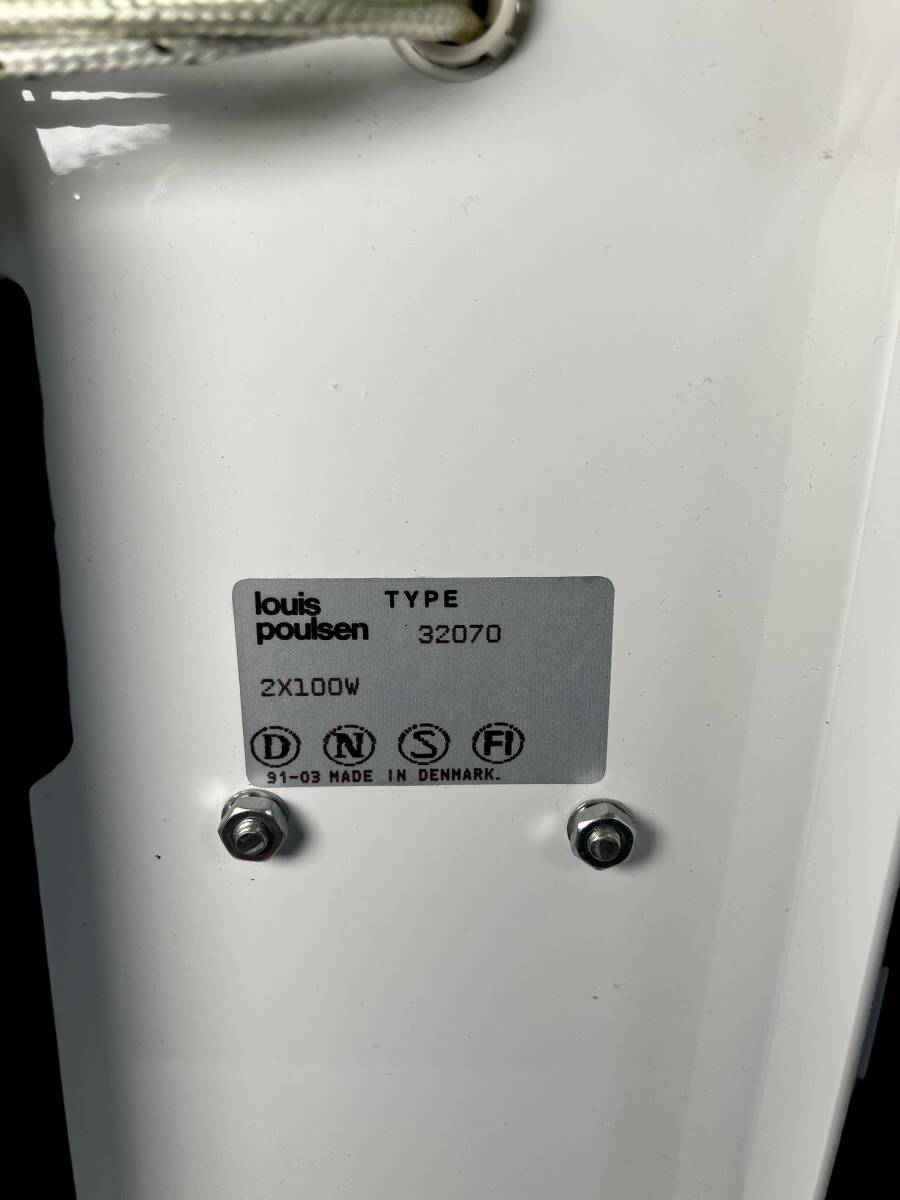 louis
poulsen
TYPE
32070
2X100W
D N S FI
91-03 MADE IN DENMARK.